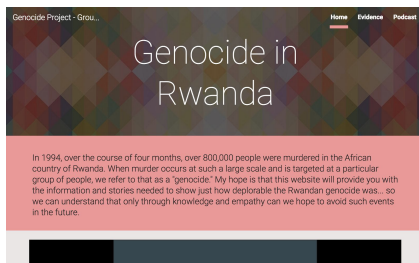 Genocide Project - Grou...
Home Evidence Podcast
Genocide in
Rwanda
In 1994, over the course of four months, over 800,000 people were murdered in the African
country of Rwanda. When murder occurs at such a large scale and is targeted at a particular
group of people, we refer to that as a "genocide." My hope is that this website will provide you with
the information and stories needed to show just how deplorable the Rwandan genocide was... so
we can understand that only through knowledge and empathy can we hope to avoid such events
in the future.